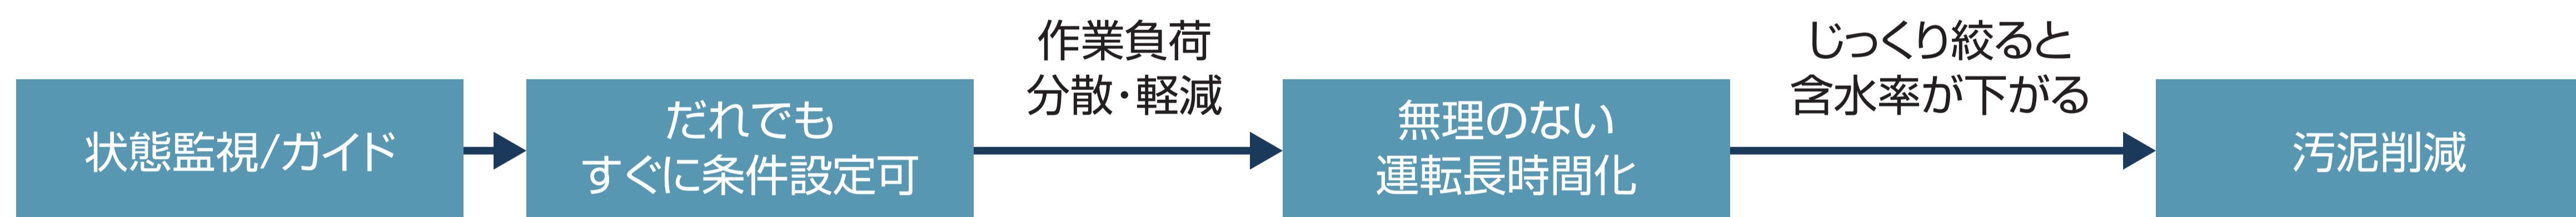 状態監視/ガイド
だれでも
すぐに条件設定可
作業負荷
分散・軽減
無理のない
運転長時間化
じっくり絞ると
含水率が下がる
汚泥削減